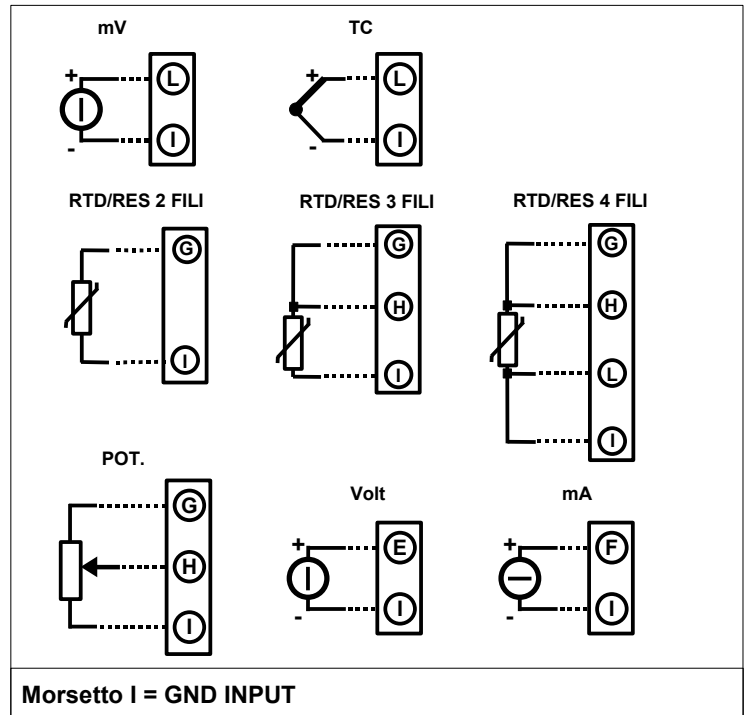 mV TC
+ L + L
- I - I
RTD/RES 2 FILI RTD/RES 3 FILI RTD/RES 4 FILI
G G G
H H
I I L
I
POT.
Volt mA
G
+ E + F
H
- I - I
I
Morsetto I = GND INPUT